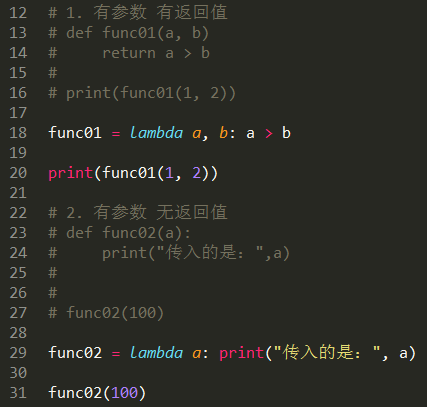 12 # 1. 有参数 有返回值
13 # def func01(a, b)
14 #     return a > b
15 #
16 # print(func01(1, 2))
17
18 func01 = lambda a, b: a > b
19
20 print(func01(1, 2))
21
22 # 2. 有参数 无返回值
23 # def func02(a):
24 #     print("传入的是：",a)
25 #
26 #
27 # func02(100)
28
29 func02 = lambda a: print("传入的是：", a)
30
31 func02(100)